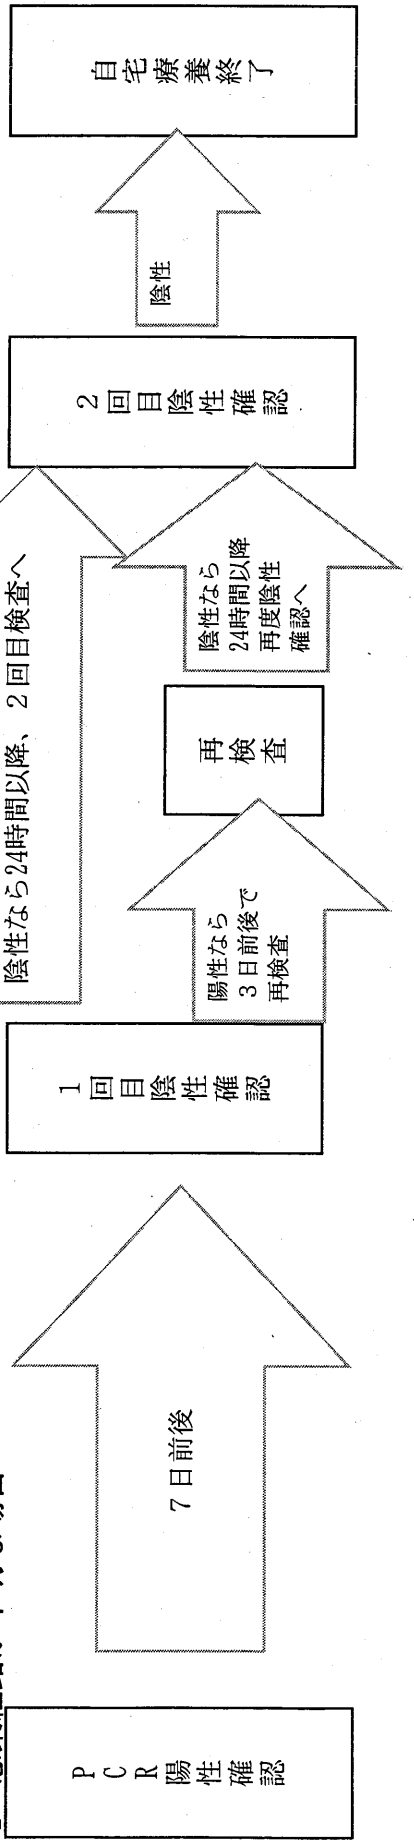 PCR陽性確認
7日前後
1回目陰性確認
陰性なら24時間以降、2回目検査へ
陽性なら
3日前後で
再検査
再検査
陰性なら
24時間以降
再度陰性
確認へ
2回目陰性確認
陰性
自宅療養終了